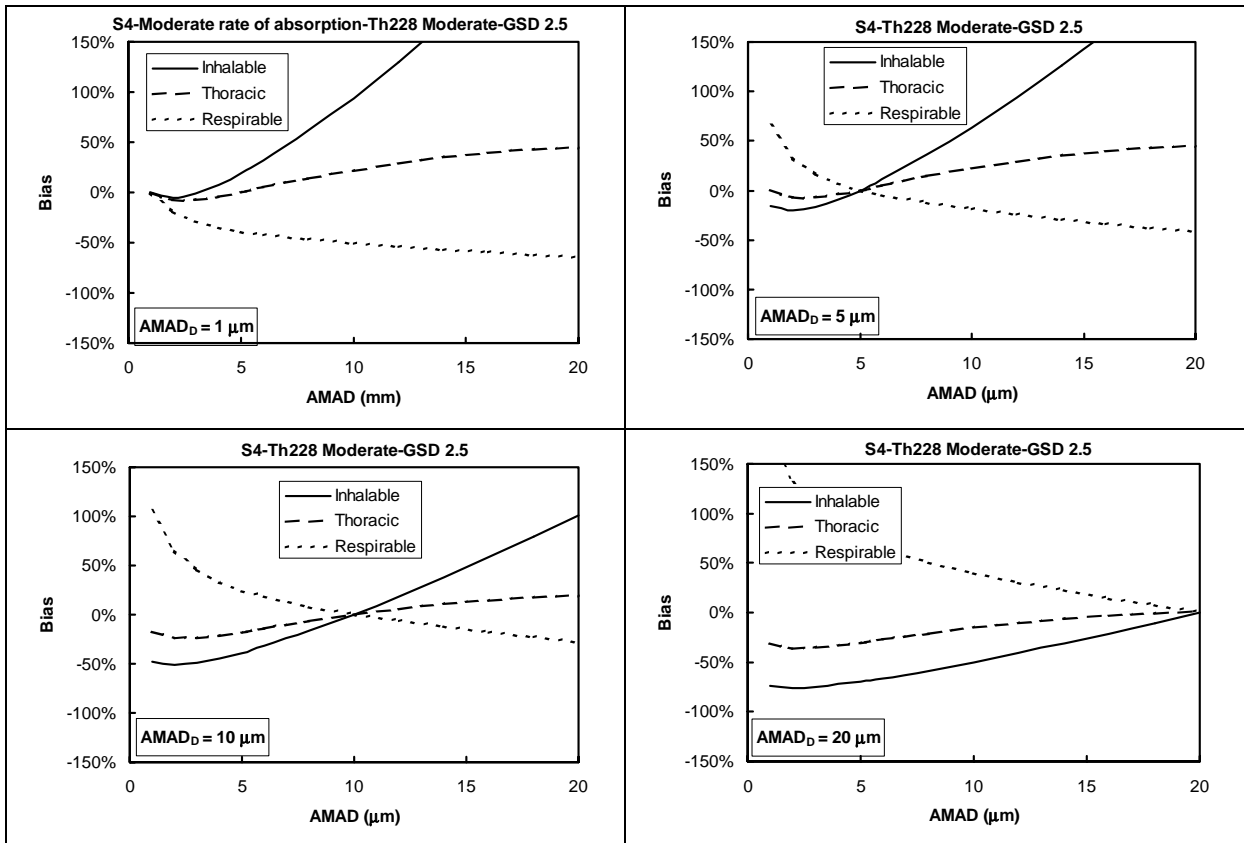 S4-Moderate rate of absorption-Th228 Moderate-GSD 2.5
150%
100%
50%
0%
-50%
-100%
-150%
Bias
Inhalable
Thoracic
Respirable
AMAD_D = 1 μm
0 5 10 15 20
AMAD (mm)
S4-Th228 Moderate-GSD 2.5
150%
100%
50%
0%
-50%
-100%
-150%
Bias
Inhalable
Thoracic
Respirable
AMAD_D = 5 μm
0 5 10 15 20
AMAD (μm)
S4-Th228 Moderate-GSD 2.5
150%
100%
50%
0%
-50%
-100%
-150%
Bias
Inhalable
Thoracic
Respirable
AMAD_D = 10 μm
0 5 10 15 20
AMAD (μm)
S4-Th228 Moderate-GSD 2.5
150%
100%
50%
0%
-50%
-100%
-150%
Bias
Inhalable
Thoracic
Respirable
AMAD_D = 20 μm
0 5 10 15 20
AMAD (μm)